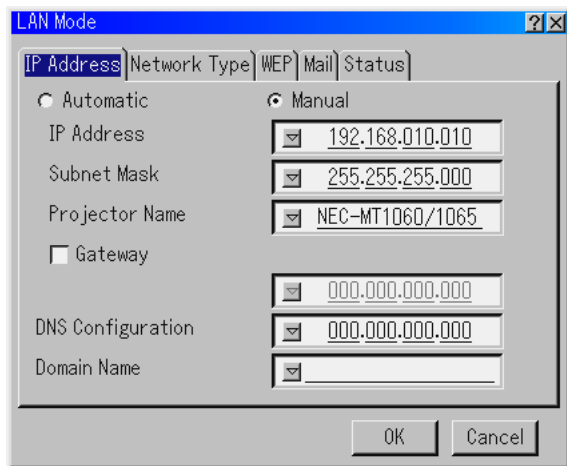 LAN Mode
IP Address Network Type WEP Mail Status
Automatic Manual
IP Address 192.168.010.010
Subnet Mask 255.255.255.000
Projector Name NEC-MT1060/1065
Gateway
000.000.000.000
DNS Configuration 000.000.000.000
Domain Name
OK Cancel